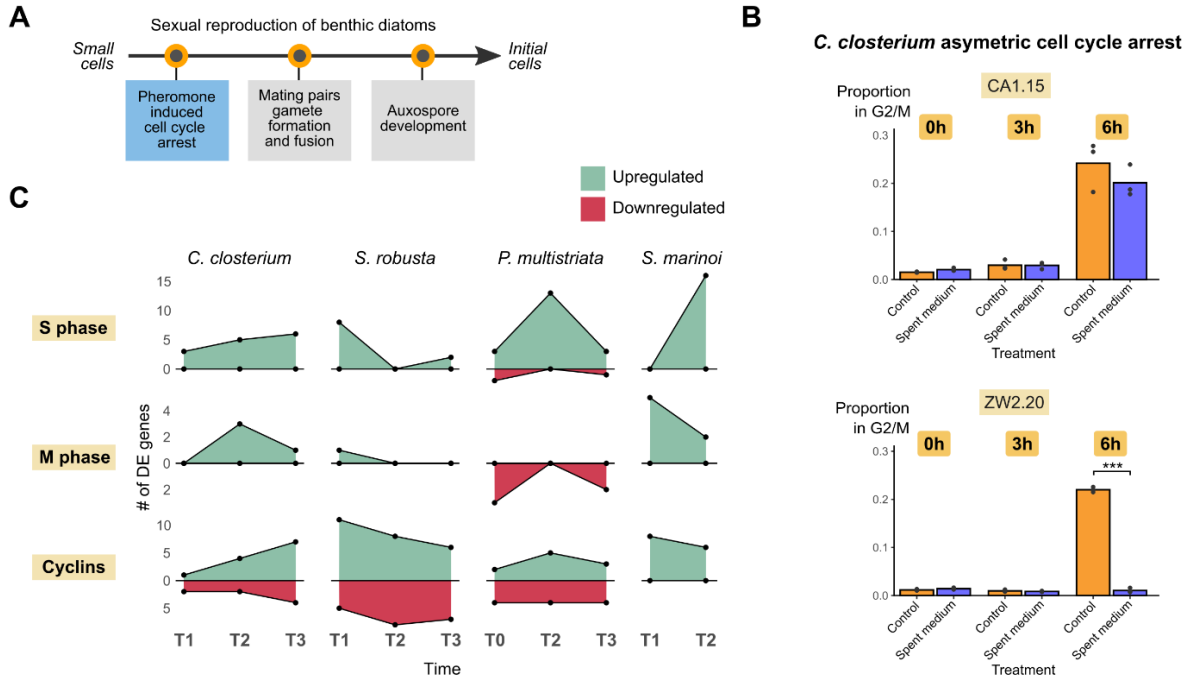 A
Sexual reproduction of benthic diatoms
Small
cells
Initial
cells
Pheromone
induced
cell cycle
arrest
Mating pairs
gamete
formation
and fusion
Auxospore
development
B
C. closterium asymetric cell cycle arrest
CA1.15
Proportion
in G2/M
0h
3h
6h
0.3
0.2
0.1
0.0
Control
Spent medium
Control
Spent medium
Control
Spent medium
Treatment
ZW2.20
Proportion
in G2/M
0h
3h
6h
***
0.3
0.2
0.1
0.0
Control
Spent medium
Control
Spent medium
Control
Spent medium
Treatment
C
Upregulated
Downregulated
C. closterium
S. robusta
P. multistriata
S. marinoi
S phase
15
10
5
0
M phase
4
2
0
2
Cyclins
10
5
0
5
# of DE genes
T1 T2 T3
T1 T2 T3
T0 T2 T3
T1 T2
Time